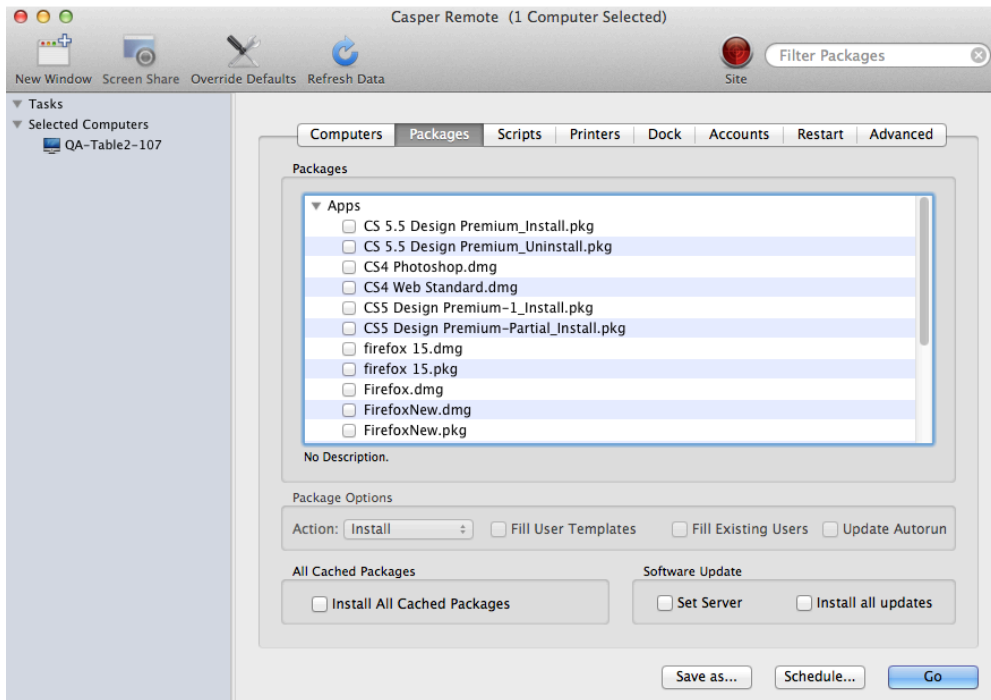 Casper Remote (1 Computer Selected)
New Window Screen Share Override Defaults Refresh Data
Site
Filter Packages
Tasks
Selected Computers
QA-Table2-107
Computers Packages Scripts Printers Dock Accounts Restart Advanced
Packages
Apps
CS 5.5 Design Premium_Install.pkg
CS 5.5 Design Premium_Uninstall.pkg
CS4 Photoshop.dmg
CS4 Web Standard.dmg
CS5 Design Premium-1_Install.pkg
CS5 Design Premium-Partial_Install.pkg
firefox 15.dmg
firefox 15.pkg
Firefox.dmg
FirefoxNew.dmg
FirefoxNew.pkg
No Description.
Package Options
Action: Install Fill User Templates Fill Existing Users Update Autorun
All Cached Packages
Install All Cached Packages
Software Update
Set Server Install all updates
Save as... Schedule... Go